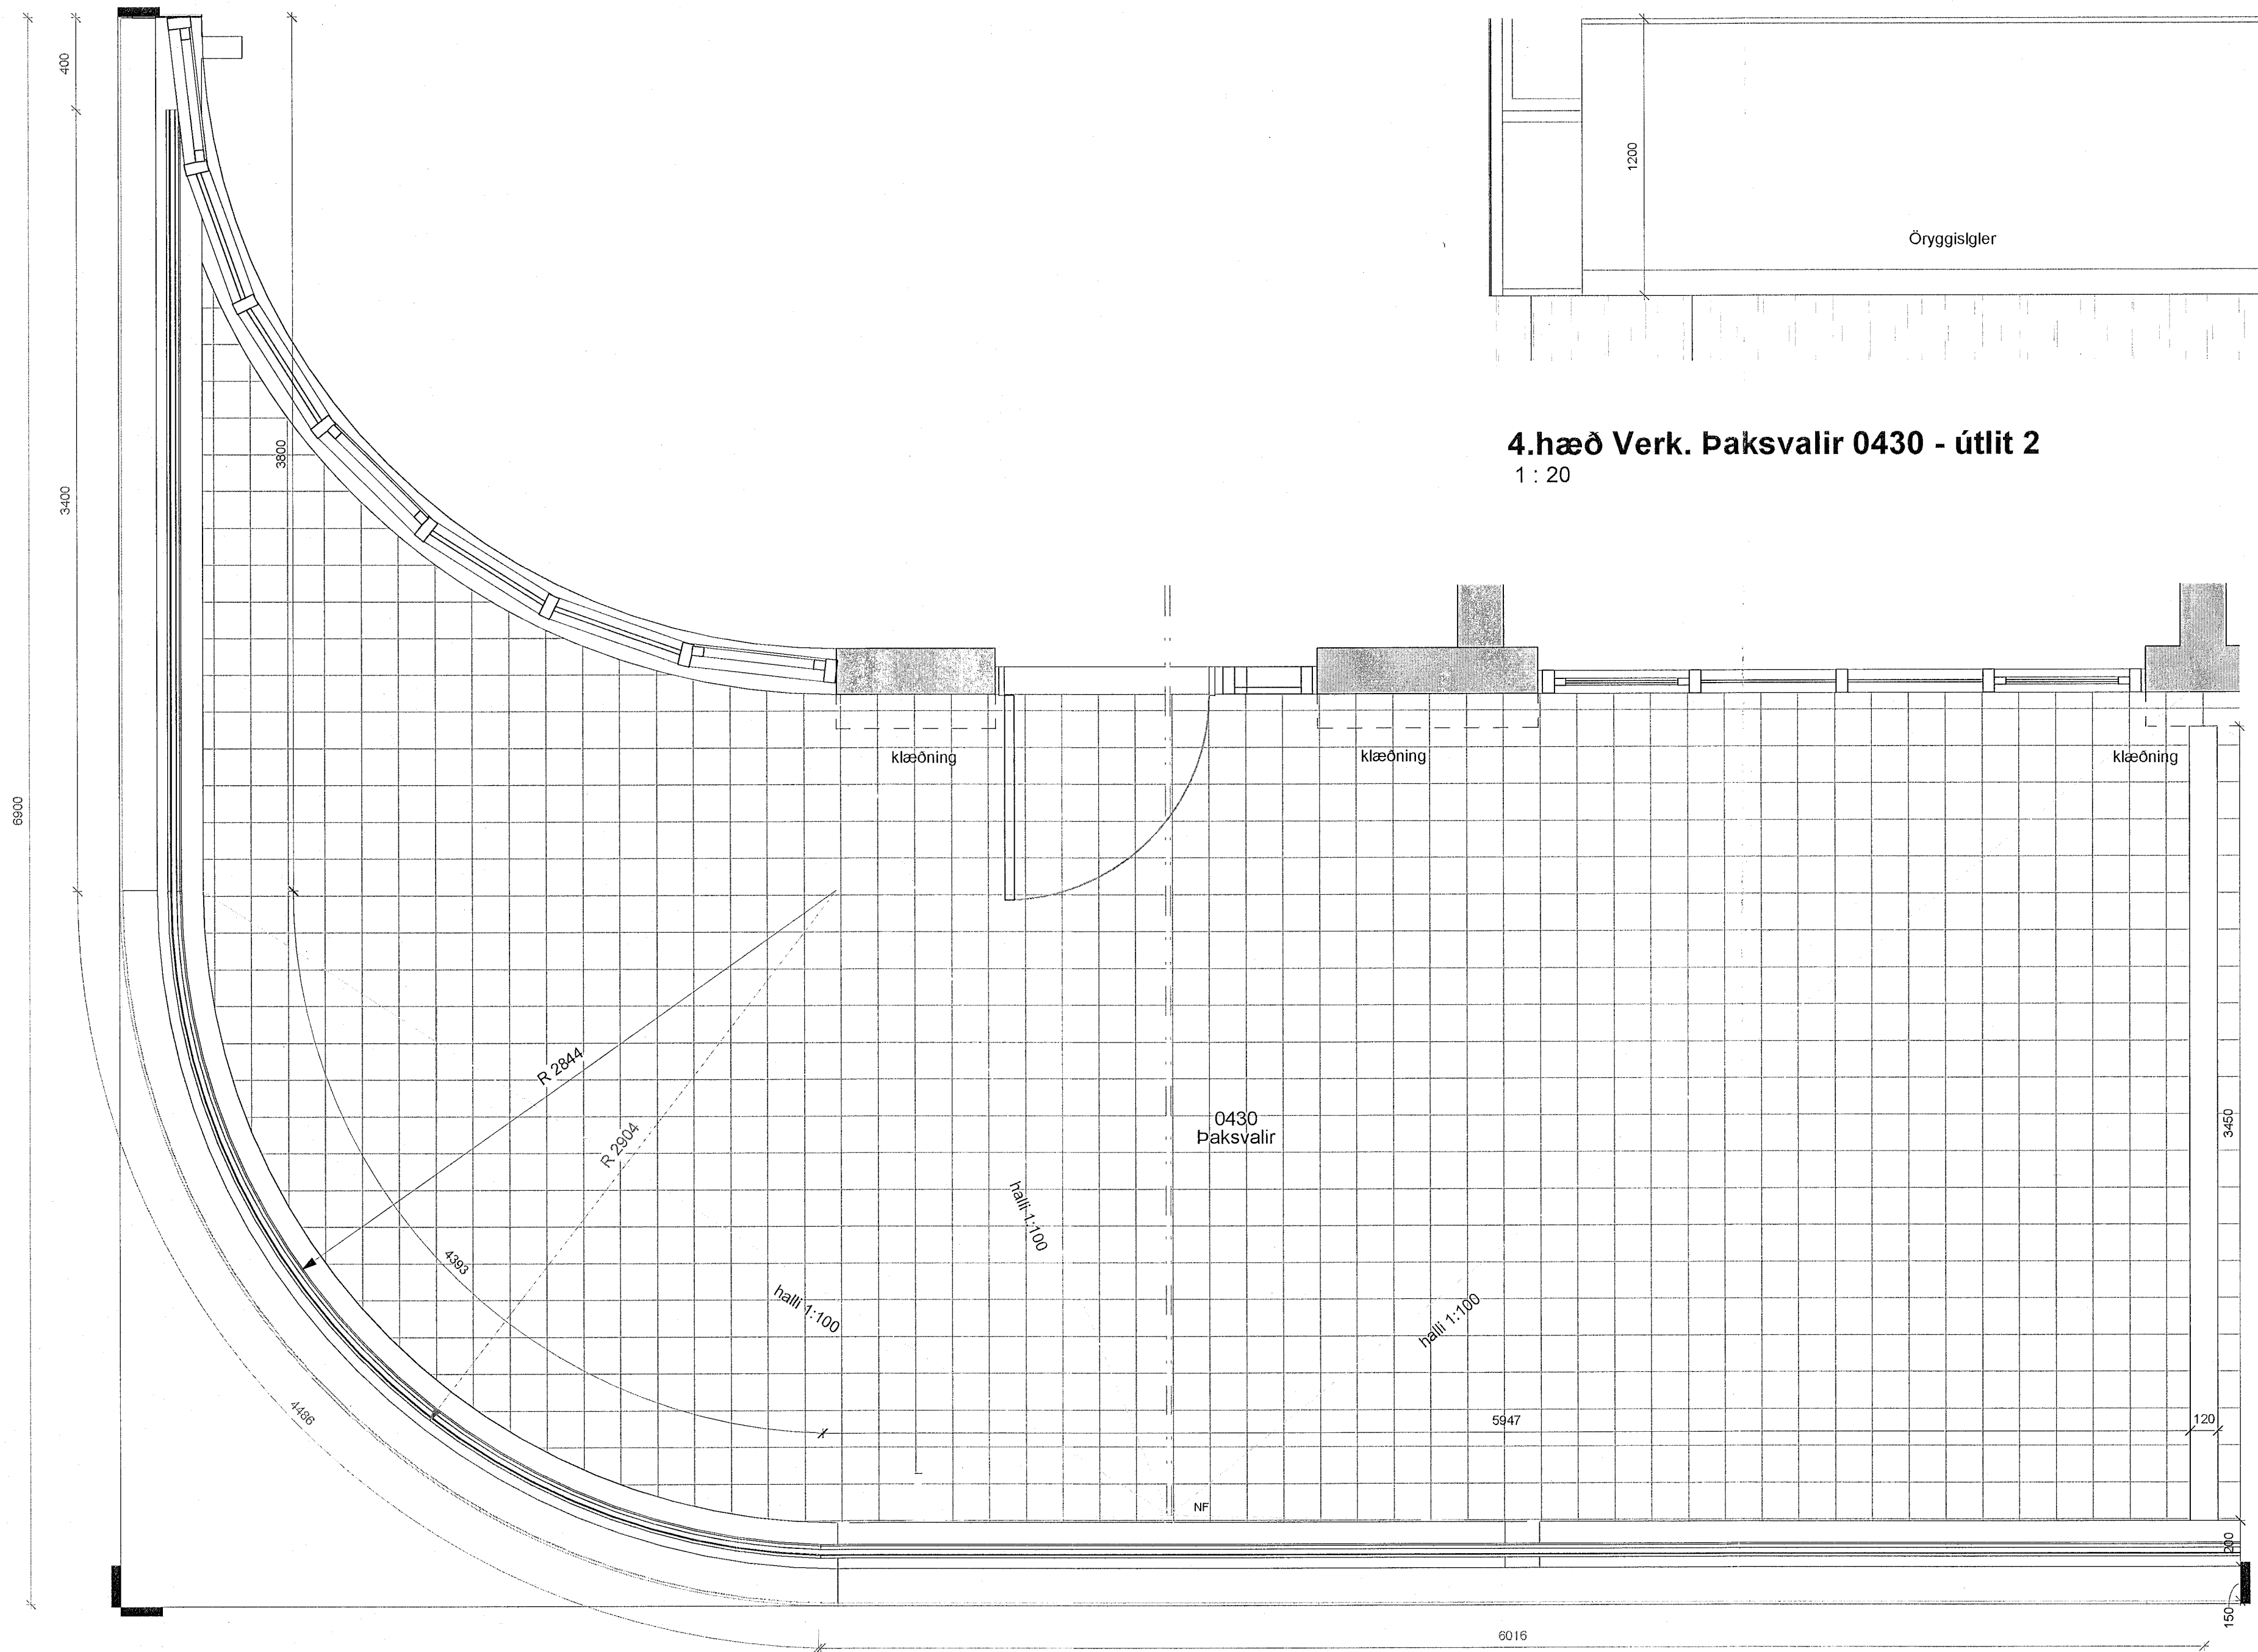 400
1200
Öryggislgler
4.hæð Verk. Þaksvalir 0430 - útlit 2
1 : 20
3800
3400
klæðning
klæðning
klæðning
6900
R 2844
R 2904
0430
Þaksvalir
3450
halli 1:100
4393
halli 1:100
halli 1:100
4486
5947
120
NF
200
150
6016